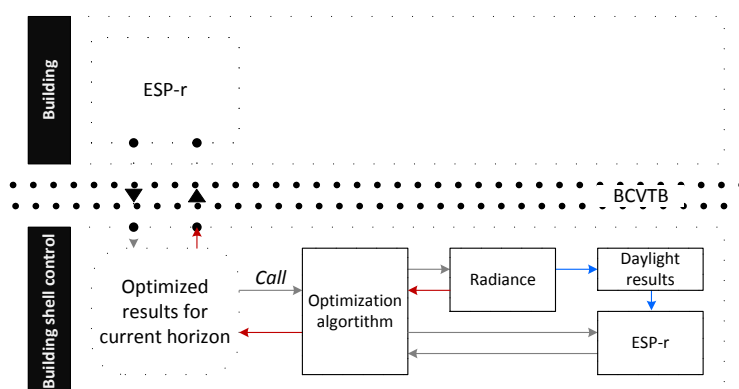 Building
ESP-r
BCVTB
Building shell control
Optimized
results for
current horizon
Call
Optimization
algortithm
Radiance
Daylight
results
ESP-r